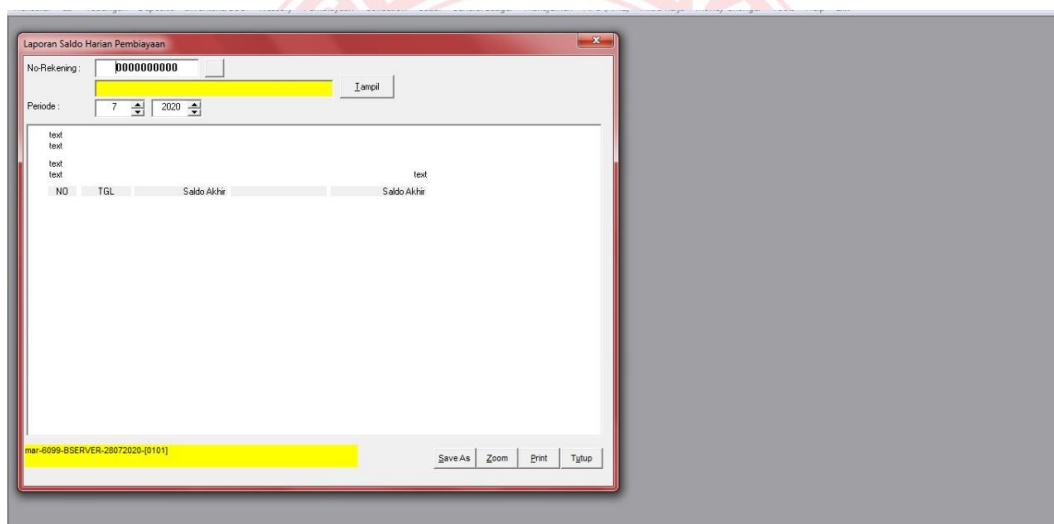 Laporan Saldo Harian Pembiayaan
No-Rekening : 0000000000
Tampil
Periode : 7 2020
text
text
text
text text
NO TGL Saldo Akhir Saldo Akhir
mar-6099-BSERVER-28072020-[0101]
Save As Zoom Print Tutup